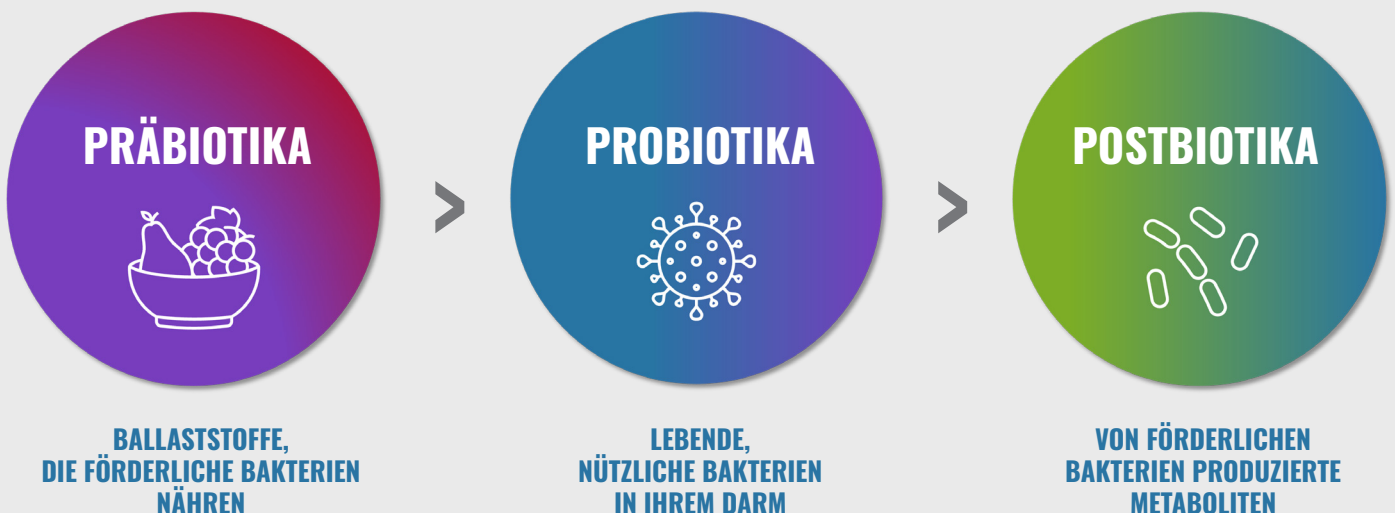 PRÄBIOTIKA
>
PROBIOTIKA
>
POSTBIOTIKA
BALLASTSTOFFE,
DIE FÖRDERLICHE BAKTERIEN
NÄHREN
LEBENDE,
NÜTZLICHE BAKTERIEN
IN IHREM DARM
VON FÖRDERLICHEN
BAKTERIEN PRODUZIERTE
METABOLITEN